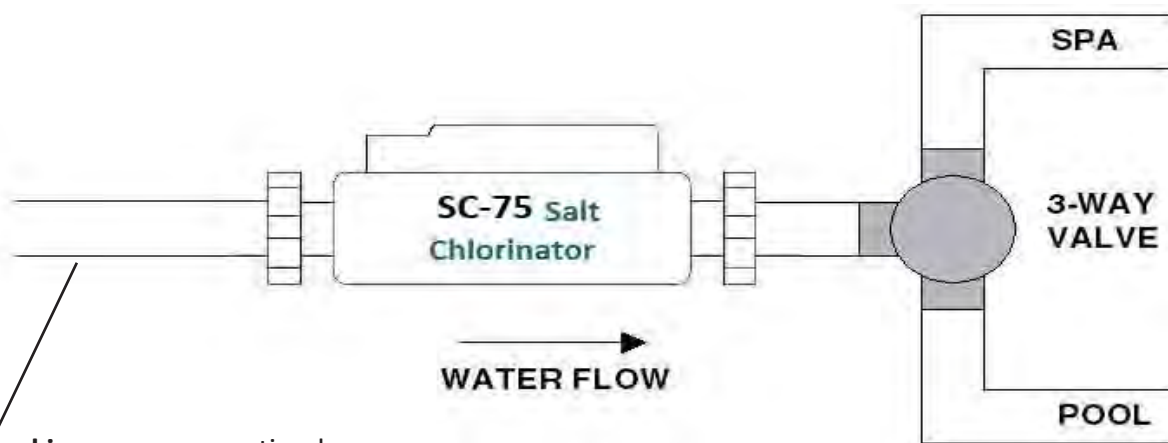 SPA
SC-75 Salt
Chlorinator
3-WAY
VALVE
WATER FLOW
POOL